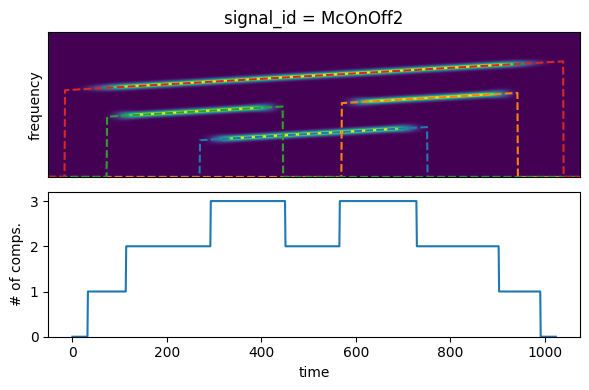 signal_id = McOnOff2
frequency
3
2
1
0
# of comps.
0 200 400 600 800 1000
time